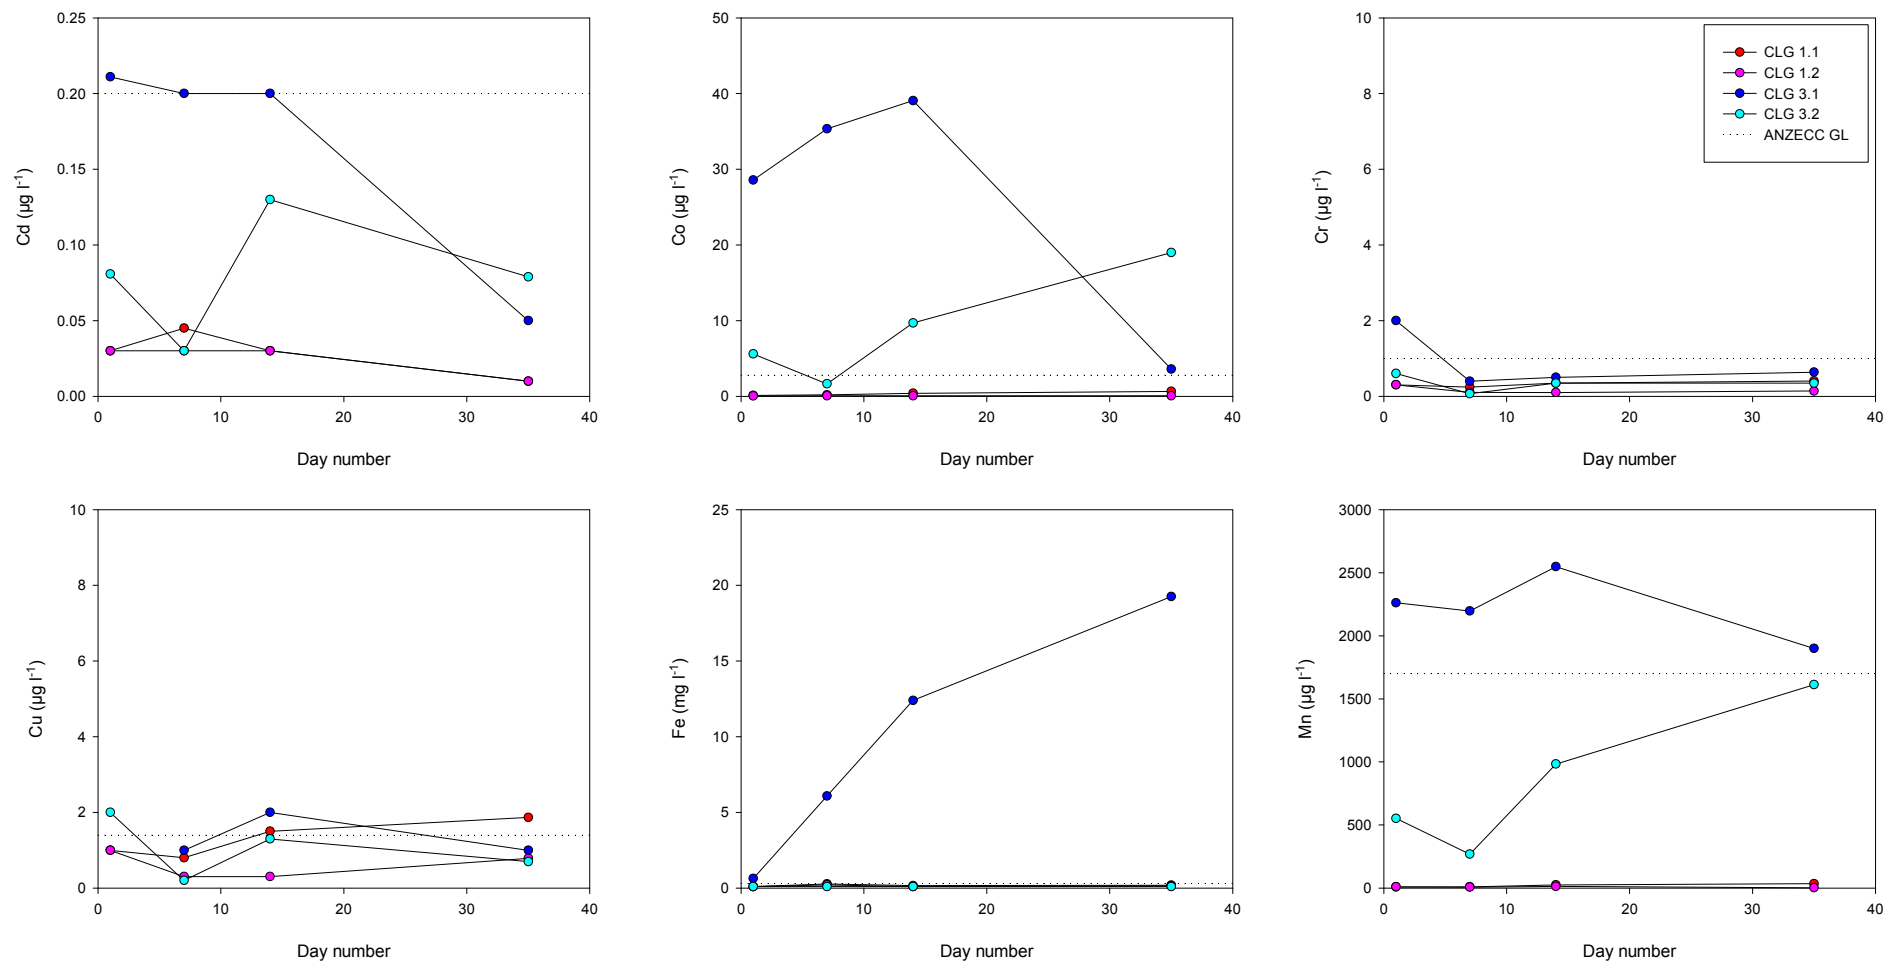 0.25
0.20
0.15
0.10
0.05
0.00
Cd (µg l-1)
0 10 20 30 40
Day number
50
40
30
20
10
0
Co (µg l-1)
0 10 20 30 40
Day number
10
8
6
4
2
0
Cr (µg l-1)
0 10 20 30 40
Day number
CLG 1.1
CLG 1.2
CLG 3.1
CLG 3.2
ANZECC GL
10
8
6
4
2
0
Cu (µg l-1)
0 10 20 30 40
Day number
25
20
15
10
5
0
Fe (mg l-1)
0 10 20 30 40
Day number
3000
2500
2000
1500
1000
500
0
Mn (µg l-1)
0 10 20 30 40
Day number